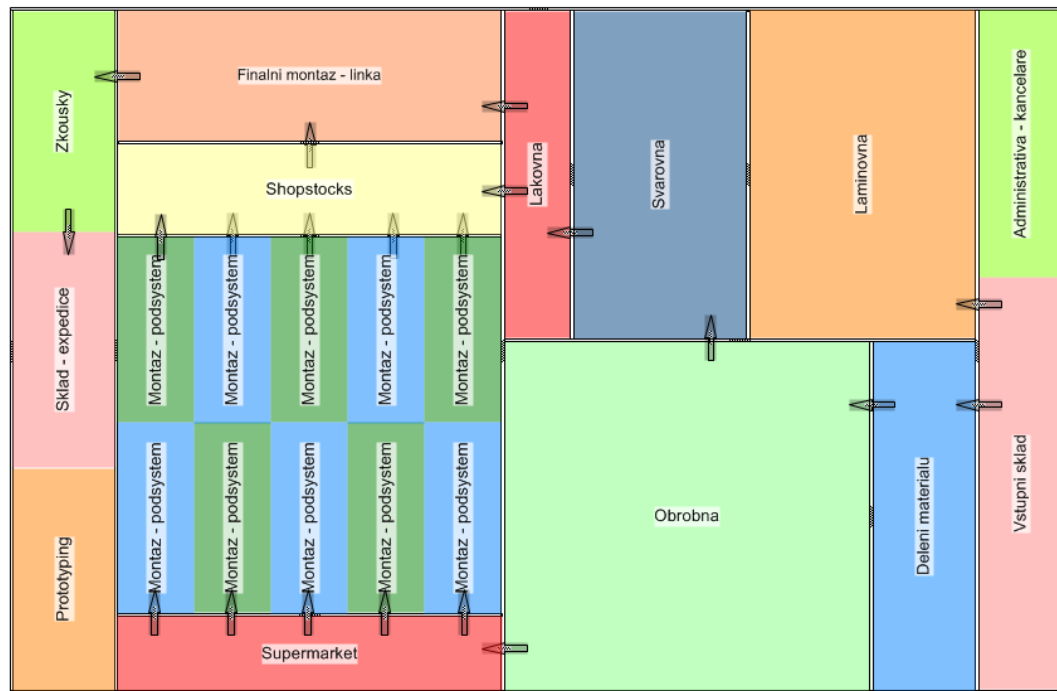 Zkousky
Finalni montaz - linka
Lakovna
Svarovna
Laminovna
Administrativa - kancelare
Shopstocks
Sklad - expedice
Montaz - podsystem
Montaz - podsystem
Montaz - podsystem
Montaz - podsystem
Montaz - podsystem
Montaz - podsystem
Montaz - podsystem
Montaz - podsystem
Montaz - podsystem
Montaz - podsystem
Obrobna
Deleni materialu
Vstupni sklad
Prototyping
Supermarket